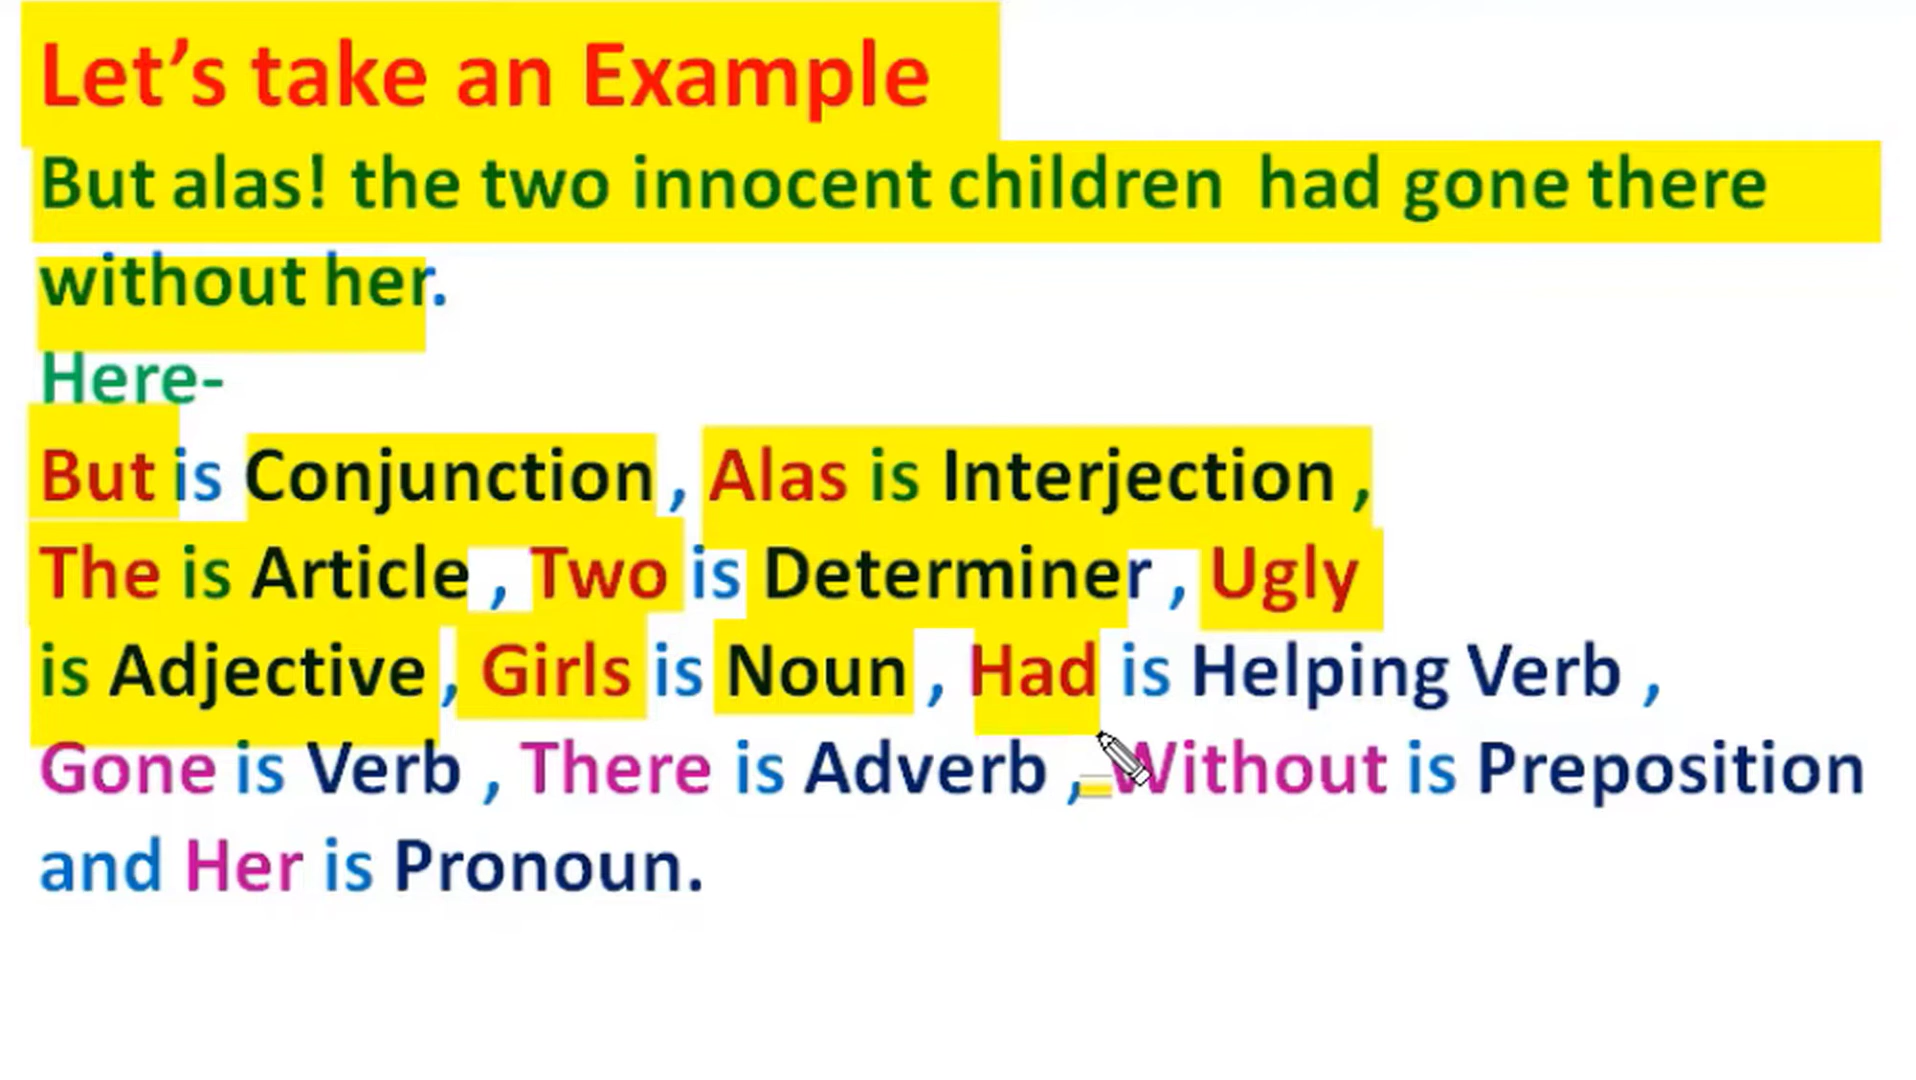 Let's take an Example
But alas! the two innocent children had gone there
without her.
Here-
But is Conjunction , Alas is Interjection ,
The is Article , Two is Determiner , Ugly
is Adjective , Girls is Noun , Had is Helping Verb ,
Gone is Verb , There is Adverb , Without is Preposition
and Her is Pronoun.